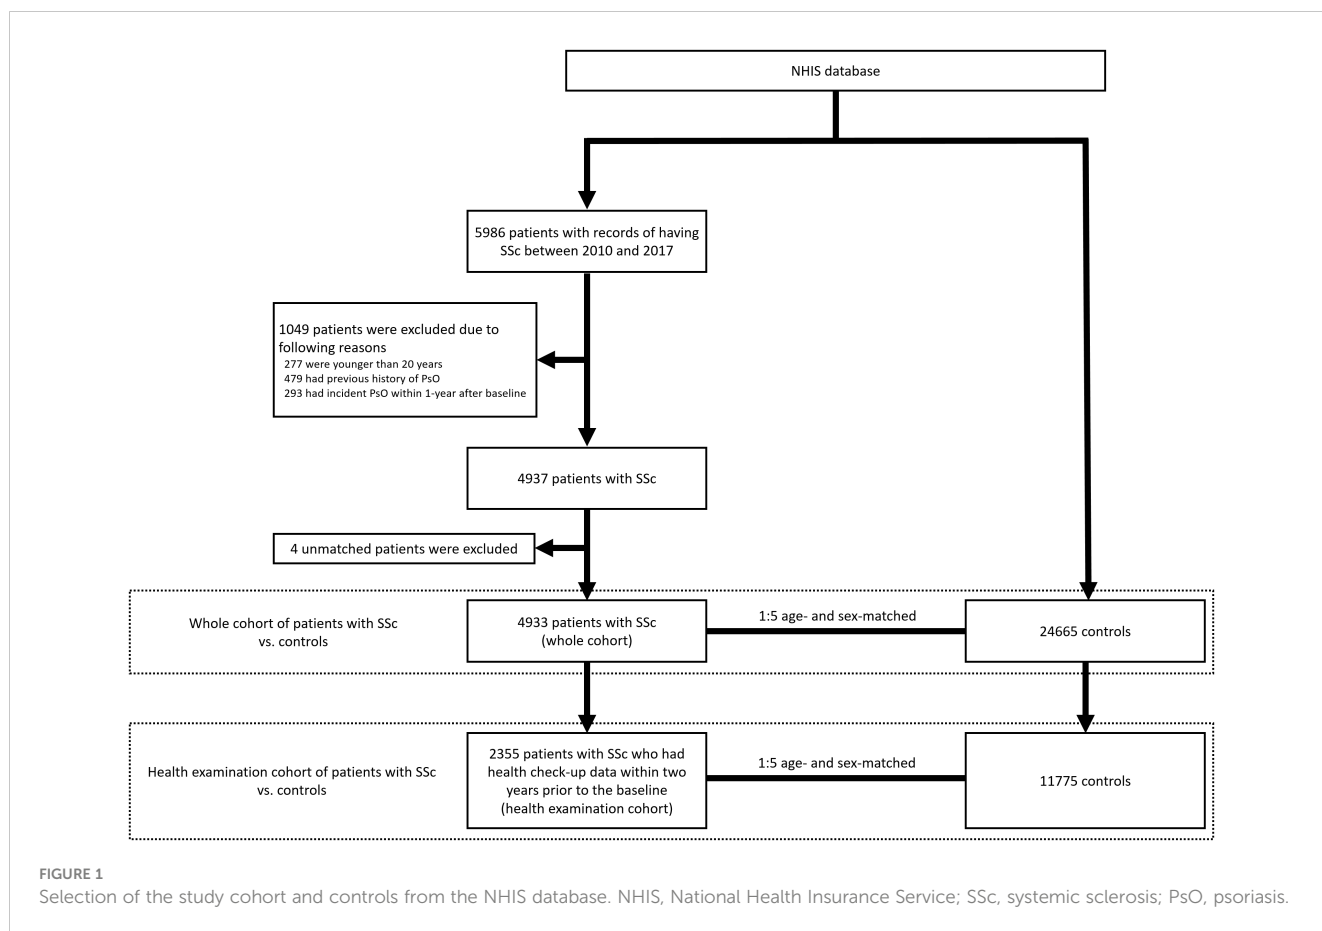 NHIS database
5986 patients with records of having
SSc between 2010 and 2017
1049 patients were excluded due to
following reasons
277 were younger than 20 years
479 had previous history of PsO
293 had incident PsO within 1-year after baseline
4937 patients with SSc
4 unmatched patients were excluded
Whole cohort of patients with SSc
vs. controls
4933 patients with SSc
(whole cohort)
1:5 age- and sex-matched
24665 controls
Health examination cohort of patients with SSc
vs. controls
2355 patients with SSc who had
health check-up data within two
years prior to the baseline
(health examination cohort)
1:5 age- and sex-matched
11775 controls
FIGURE 1
Selection of the study cohort and controls from the NHIS database. NHIS, National Health Insurance Service; SSc, systemic sclerosis; PsO, psoriasis.